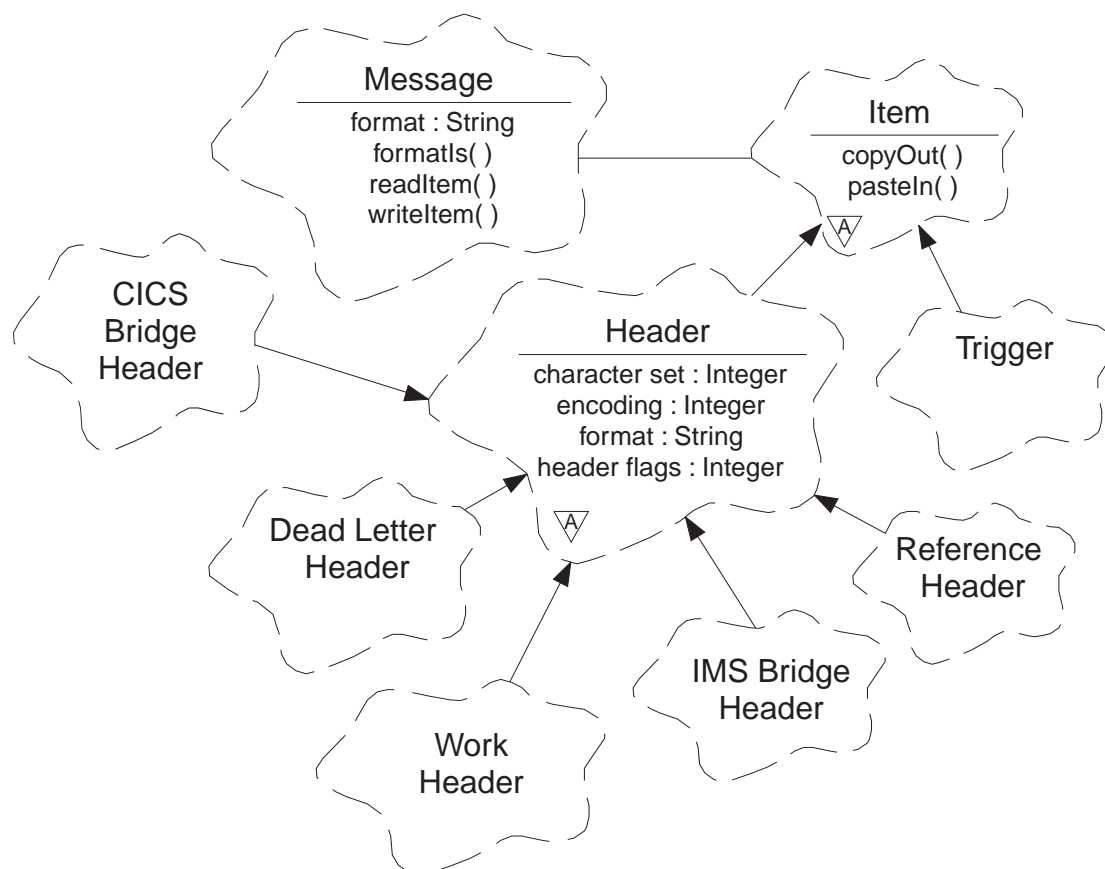 Message
format : String
formatIs( )
readItem( )
writeItem( )
Item
copyOut( )
pasteIn( )
A
CICS
Bridge
Header
Header
character set : Integer
encoding : Integer
format : String
header flags : Integer
A
Trigger
Dead Letter
Header
Reference
Header
IMS Bridge
Header
Work
Header